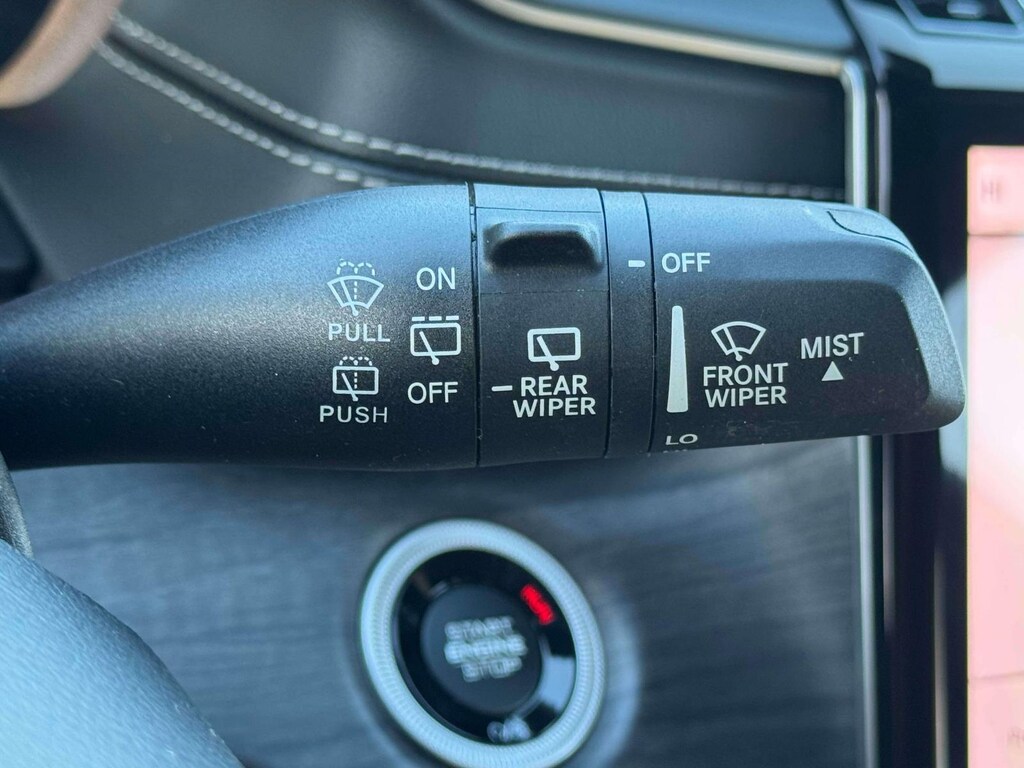 PULL
PUSH
ON
OFF
REAR
WIPER
OFF
FRONT
WIPER
MIST
LO
START
ENGINE
STOP